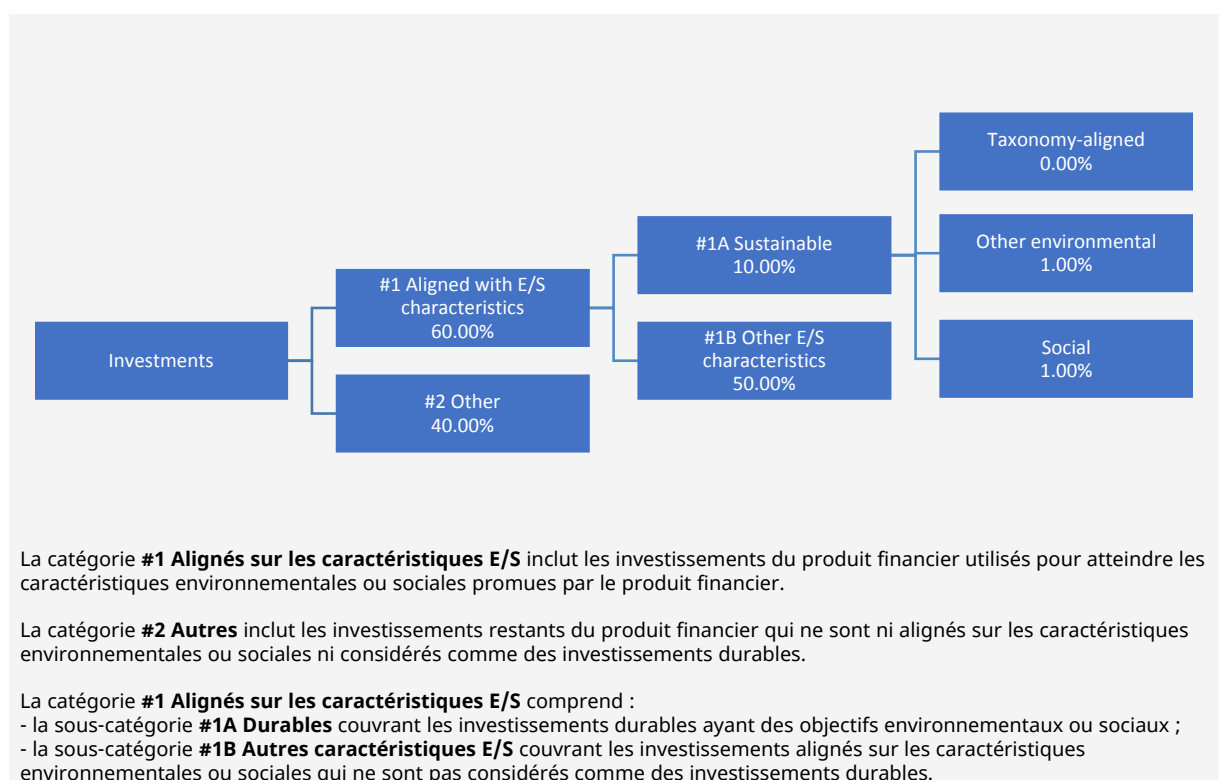 Investments
#1 Aligned with E/S
characteristics
60.00%
#2 Other
40.00%
#1A Sustainable
10.00%
#1B Other E/S
characteristics
50.00%
Taxonomy-aligned
0.00%
Other environmental
1.00%
Social
1.00%
La catégorie #1 Alignés sur les caractéristiques E/S inclut les investissements du produit financier utilisés pour atteindre les
caractéristiques environnementales ou sociales promues par le produit financier.
La catégorie #2 Autres inclut les investissements restants du produit financier qui ne sont ni alignés sur les caractéristiques
environnementales ou sociales ni considérés comme des investissements durables.
La catégorie #1 Alignés sur les caractéristiques E/S comprend :
- la sous-catégorie #1A Durables couvrant les investissements durables ayant des objectifs environnementaux ou sociaux ;
- la sous-catégorie #1B Autres caractéristiques E/S couvrant les investissements alignés sur les caractéristiques
environnementales ou sociales qui ne sont pas considérés comme des investissements durables.